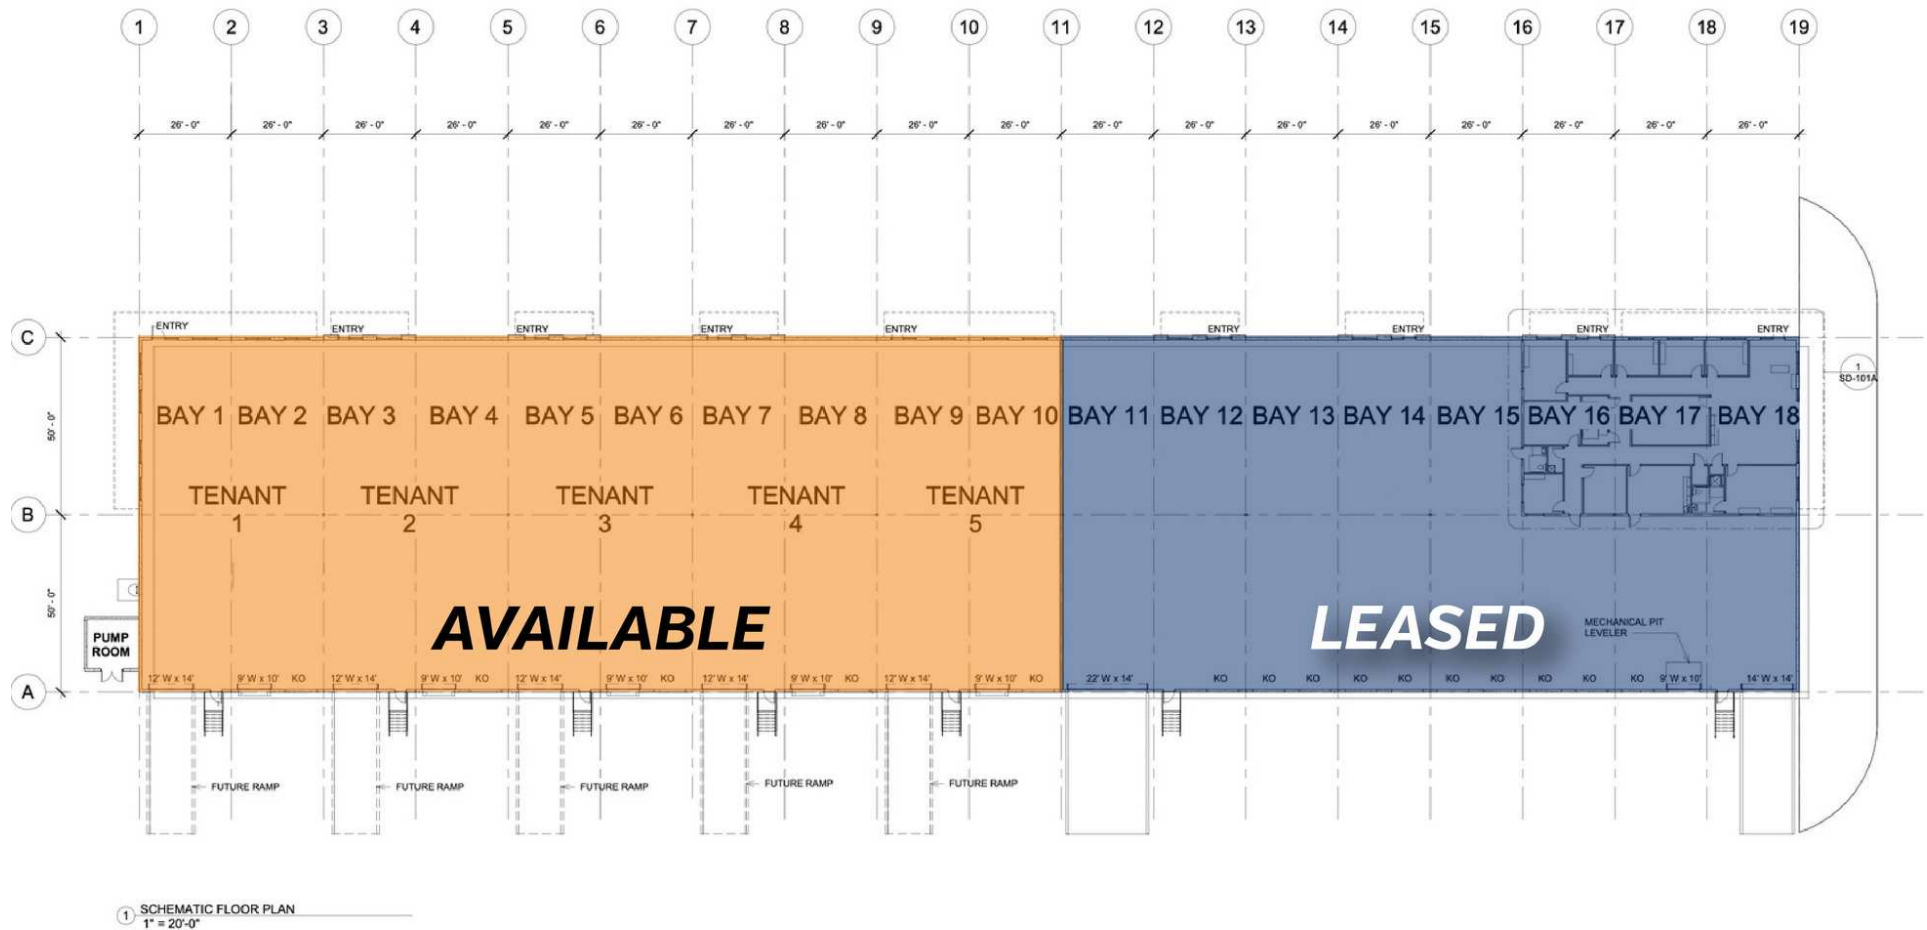 1 2 3 4 5 6 7 8 9 10 11 12 13 14 15 16 17 18 19
26' - 0" 26' - 0" 26' - 0" 26' - 0" 26' - 0" 26' - 0" 26' - 0" 26' - 0" 26' - 0" 26' - 0" 26' - 0" 26' - 0" 26' - 0" 26' - 0" 26' - 0" 26' - 0" 26' - 0" 26' - 0"
ENTRY ENTRY ENTRY ENTRY ENTRY ENTRY ENTRY ENTRY ENTRY
C
1
SD-101A
50' - 0"
BAY 1 BAY 2 BAY 3 BAY 4 BAY 5 BAY 6 BAY 7 BAY 8 BAY 9 BAY 10 BAY 11 BAY 12 BAY 13 BAY 14 BAY 15 BAY 16 BAY 17 BAY 18
TENANT TENANT TENANT TENANT TENANT
1 2 3 4 5
B
50' - 0"
AVAILABLE LEASED
MECHANICAL PIT
LEVELER
PUMP
ROOM
12' W x 14' 9' W x 10' KO 12' W x 14' 9' W x 10' KO 12' W x 14' 9' W x 10' KO 12' W x 14' 9' W x 10' KO 12' W x 14' 9' W x 10' KO 22' W x 14' KO KO KO KO KO KO KO KO KO KO 9' W x 10' 14' W x 14'
A
FUTURE RAMP FUTURE RAMP FUTURE RAMP FUTURE RAMP FUTURE RAMP
1 SCHEMATIC FLOOR PLAN
1" = 20'-0"